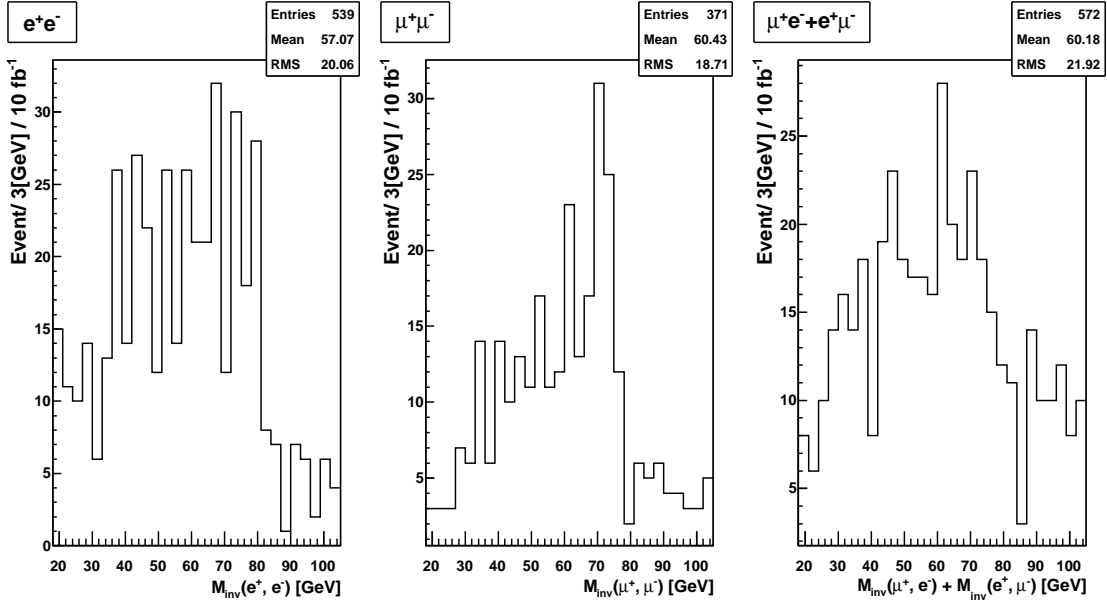 e⁺e⁻
Entries 539
Mean 57.07
RMS 20.06
Event/ 3[GeV] / 10 fb⁻¹
30
25
20
15
10
5
0
20 30 40 50 60 70 80 90 100
M_inv(e⁺, e⁻) [GeV]
μ⁺μ⁻
Entries 371
Mean 60.43
RMS 18.71
Event/ 3[GeV] / 10 fb⁻¹
30
25
20
15
10
5
20 30 40 50 60 70 80 90 100
M_inv(μ⁺, μ⁻) [GeV]
μ⁺e⁻+e⁺μ⁻
Entries 572
Mean 60.18
RMS 21.92
Event/ 3[GeV] / 10 fb⁻¹
25
20
15
10
5
20 30 40 50 60 70 80 90 100
M_inv(μ⁺, e⁻) + M_inv(e⁺, μ⁻) [GeV]